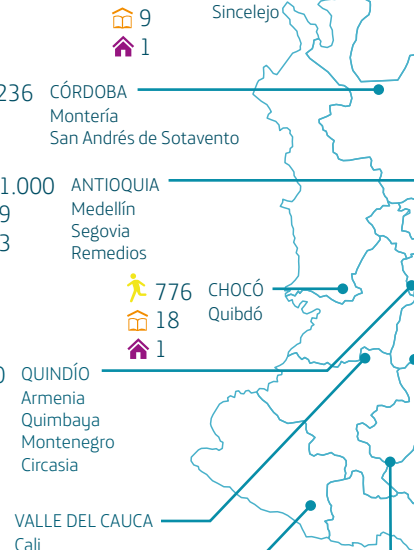 Sincelejo
9
1
236 CÓRDOBA
Montería
San Andrés de Sotavento
1.000 ANTIOQUIA
9 Medellín
Segovia
3
Remedios
776 CHOCÓ
18 Quibdó
1
0 QUINDÍO
Armenia
Quimbaya
Montenegro
Circasia
VALLE DEL CAUCA
Cali